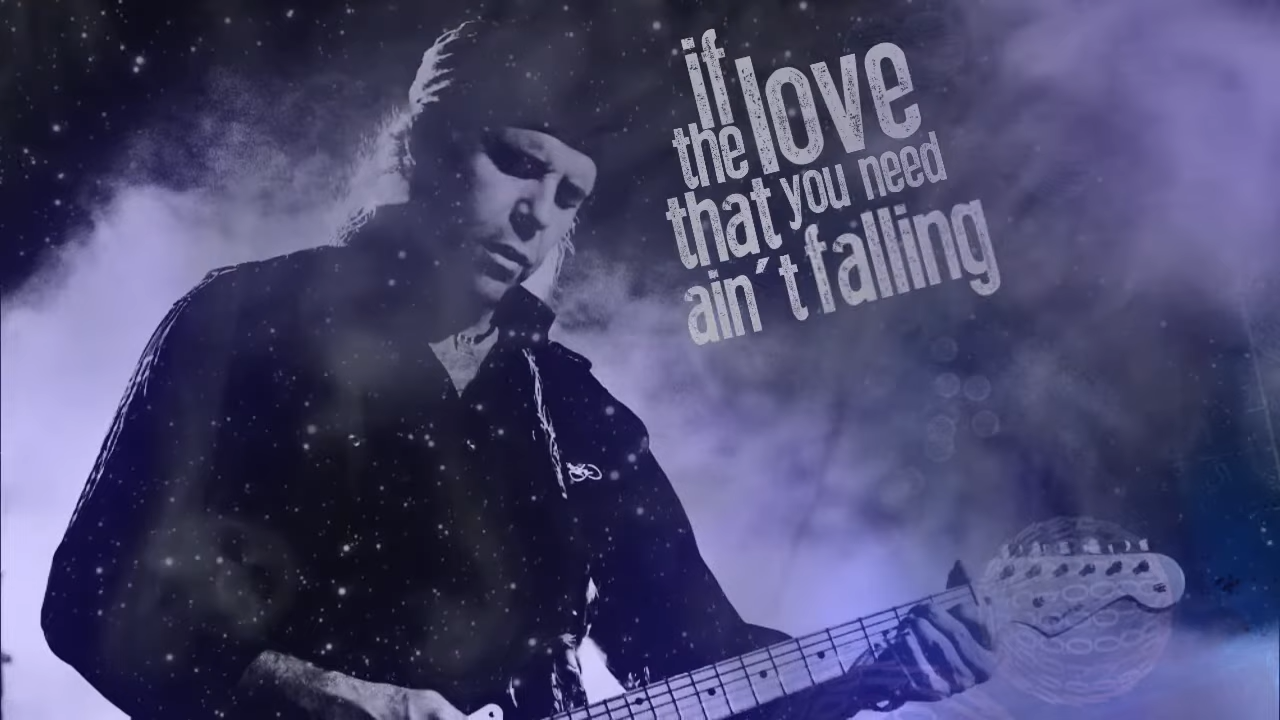 if love
the
that you need
ain´t falling